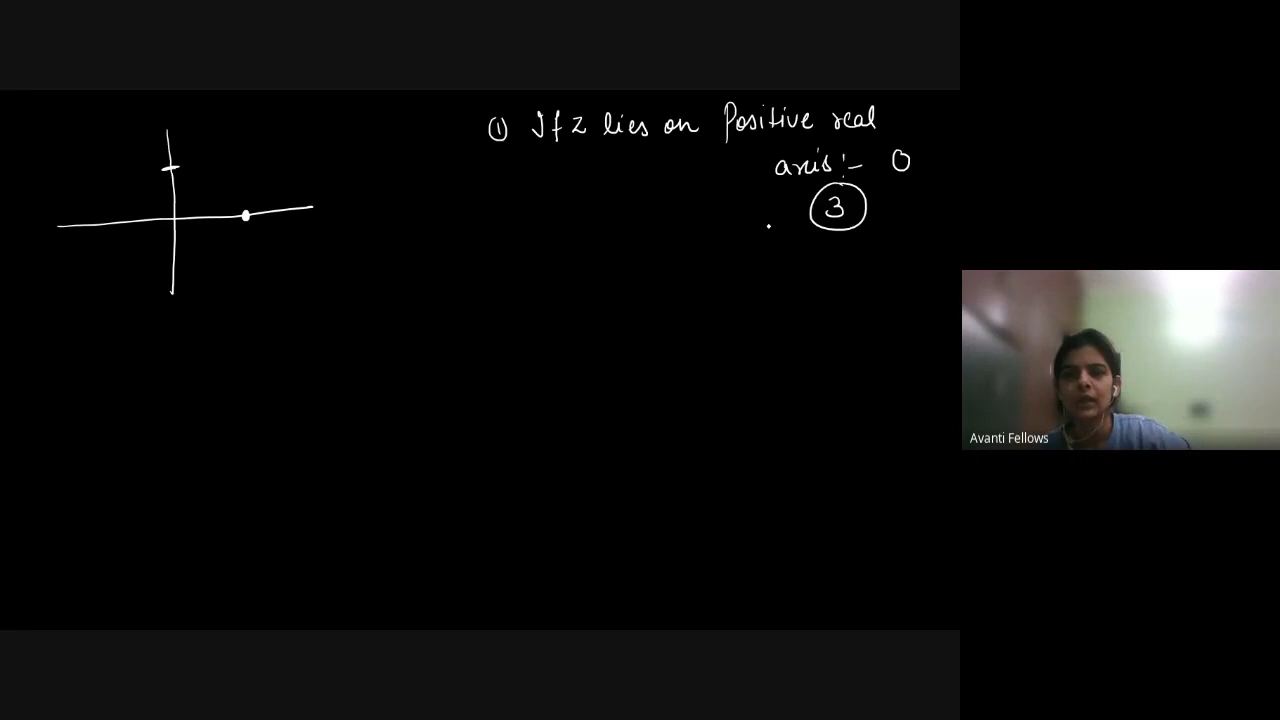 ① If z lies on Positive real
axis :- 0
3
Avanti Fellows